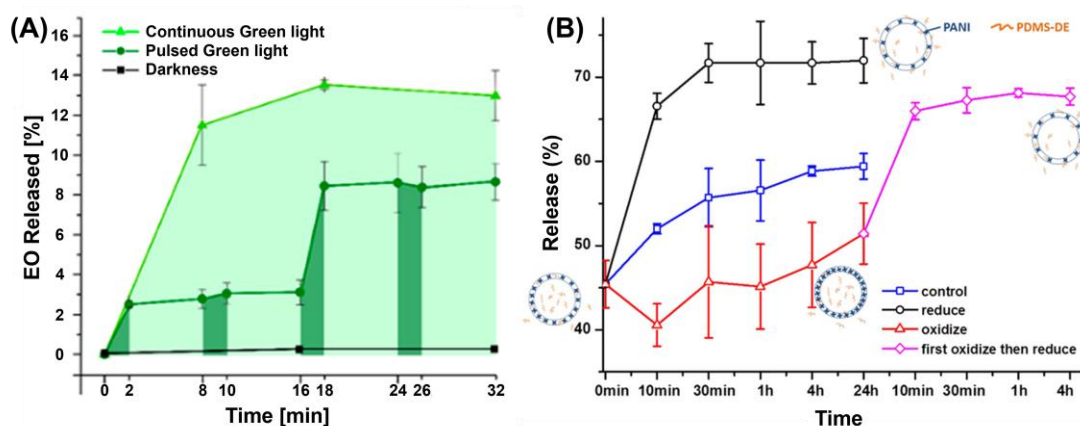 (A)
Continuous Green light
Pulsed Green light
Darkness
EO Released [%]
16
14
12
10
8
6
4
2
0
0 2 8 10 16 18 24 26 32
Time [min]
(B)
PANI PDMS-DE
Release (%)
70
60
50
40
control
reduce
oxidize
first oxidize then reduce
0min 10min 30min 1h 4h 24h 10min 30min 1h 4h
Time